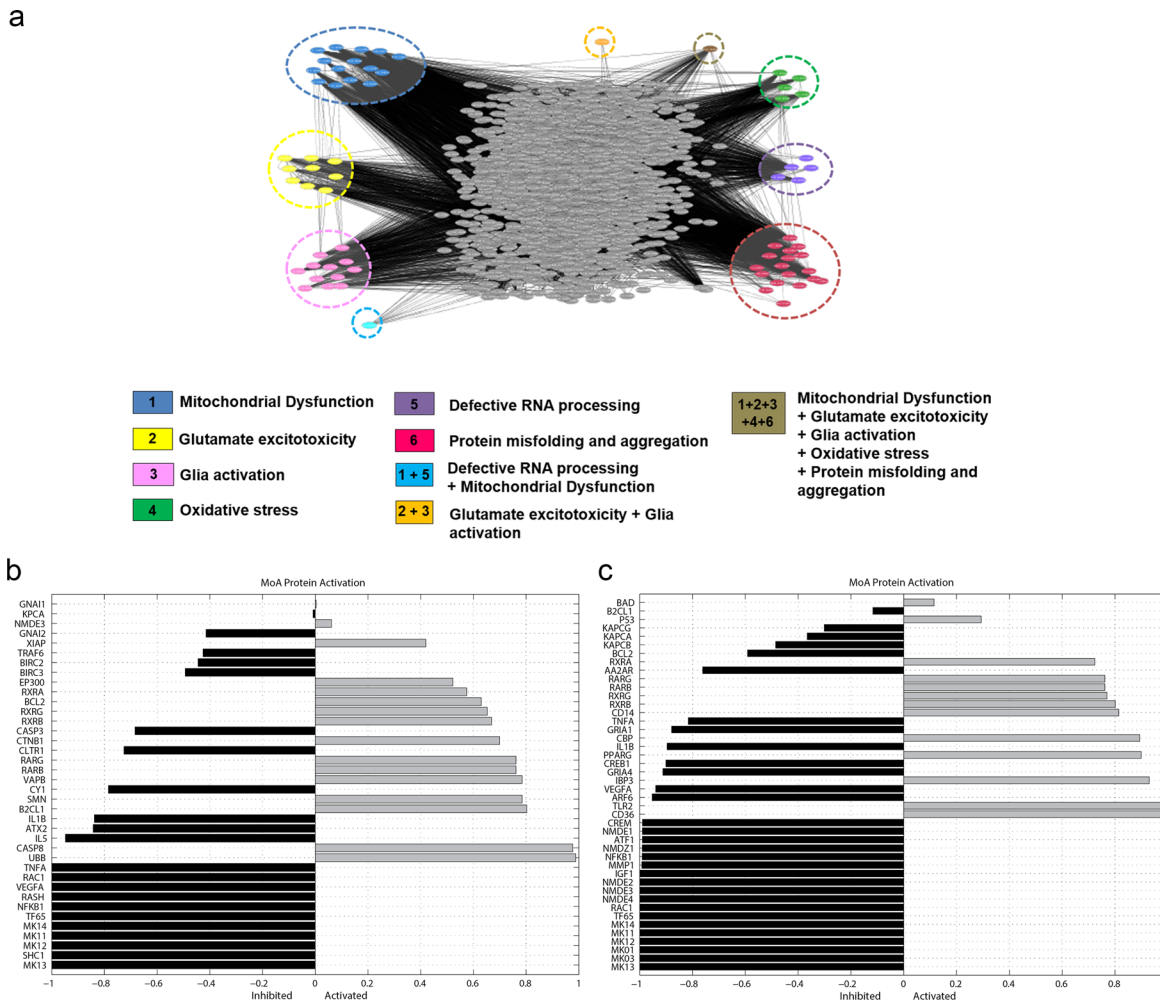 a
1
Mitochondrial Dysfunction
2
Glutamate excitotoxicity
3
Glia activation
4
Oxidative stress
5
Defective RNA processing
6
Protein misfolding and aggregation
1 + 5
Defective RNA processing
+ Mitochondrial Dysfunction
2 + 3
Glutamate excitotoxicity + Glia
activation
1+2+3
+4+6
Mitochondrial Dysfunction
+ Glutamate excitotoxicity
+ Glia activation
+ Oxidative stress
+ Protein misfolding and
aggregation
b
MoA Protein Activation
GNAI1
KPCA
NMDE3
GNAI2
XIAP
TRAF6
BIRC2
BIRC3
EP300
RXRA
BCL2
RXRG
RXRB
CASP3
CTNB1
CLTR1
RARG
RARB
VAPB
CY1
SMN
B2CL1
IL1B
ATX2
IL5
CASP8
UBB
TNFA
RAC1
VEGFA
RASH
NFKB1
TF65
MK14
MK11
MK12
SHC1
MK13
−1 −0.8 −0.6 −0.4 −0.2 0 0.2 0.4 0.6 0.8 1
Inhibited Activated
c
MoA Protein Activation
BAD
B2CL1
P53
KAPCG
KAPCA
KAPCB
BCL2
RXRA
AA2AR
RARG
RARB
RXRG
RXRB
CD14
TNFA
GRIA1
CBP
IL1B
PPARG
CREB1
GRIA4
IBP3
VEGFA
ARF6
TLR2
CD36
CREM
NMDE1
ATF1
NMDZ1
NFKB1
MMP1
IGF1
NMDE2
NMDE3
NMDE4
RAC1
TF65
MK14
MK11
MK12
MK01
MK03
MK13
−1 −0.8 −0.6 −0.4 −0.2 0 0.2 0.4 0.6 0.8
Inhibited Activated